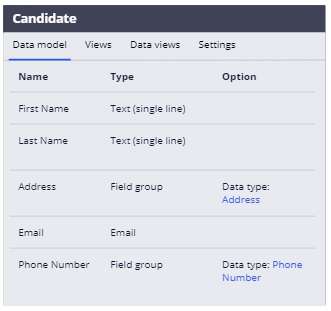 Candidate
Data model Views Data views Settings
Name Type Option
First Name Text (single line)
Last Name Text (single line)
Address Field group Data type:
Address
Email Email
Phone Number Field group Data type: Phone
Number